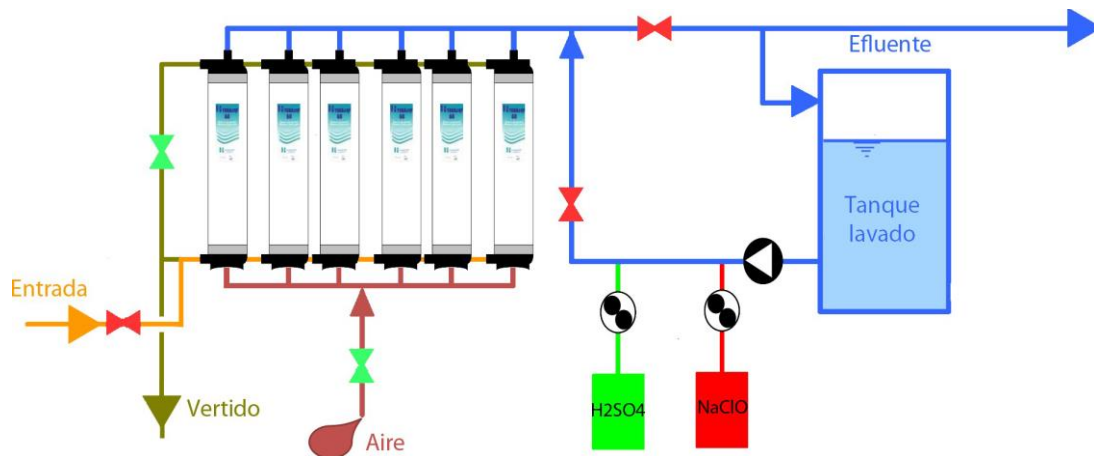 Efluente
Tanque
lavado
Entrada
Vertido
Aire
H2SO4
NaClO